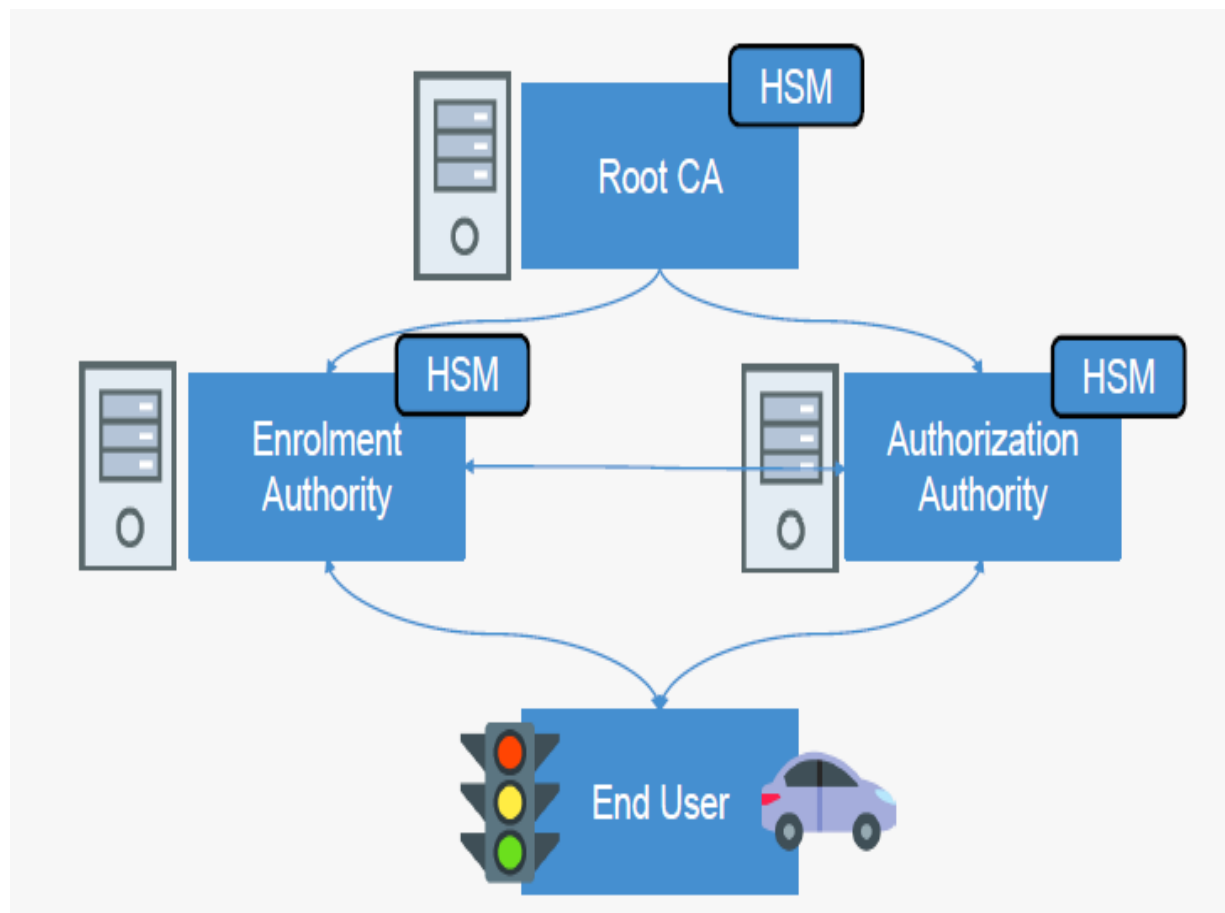 HSM
Root CA
HSM
HSM
Enrolment
Authority
Authorization
Authority
End User